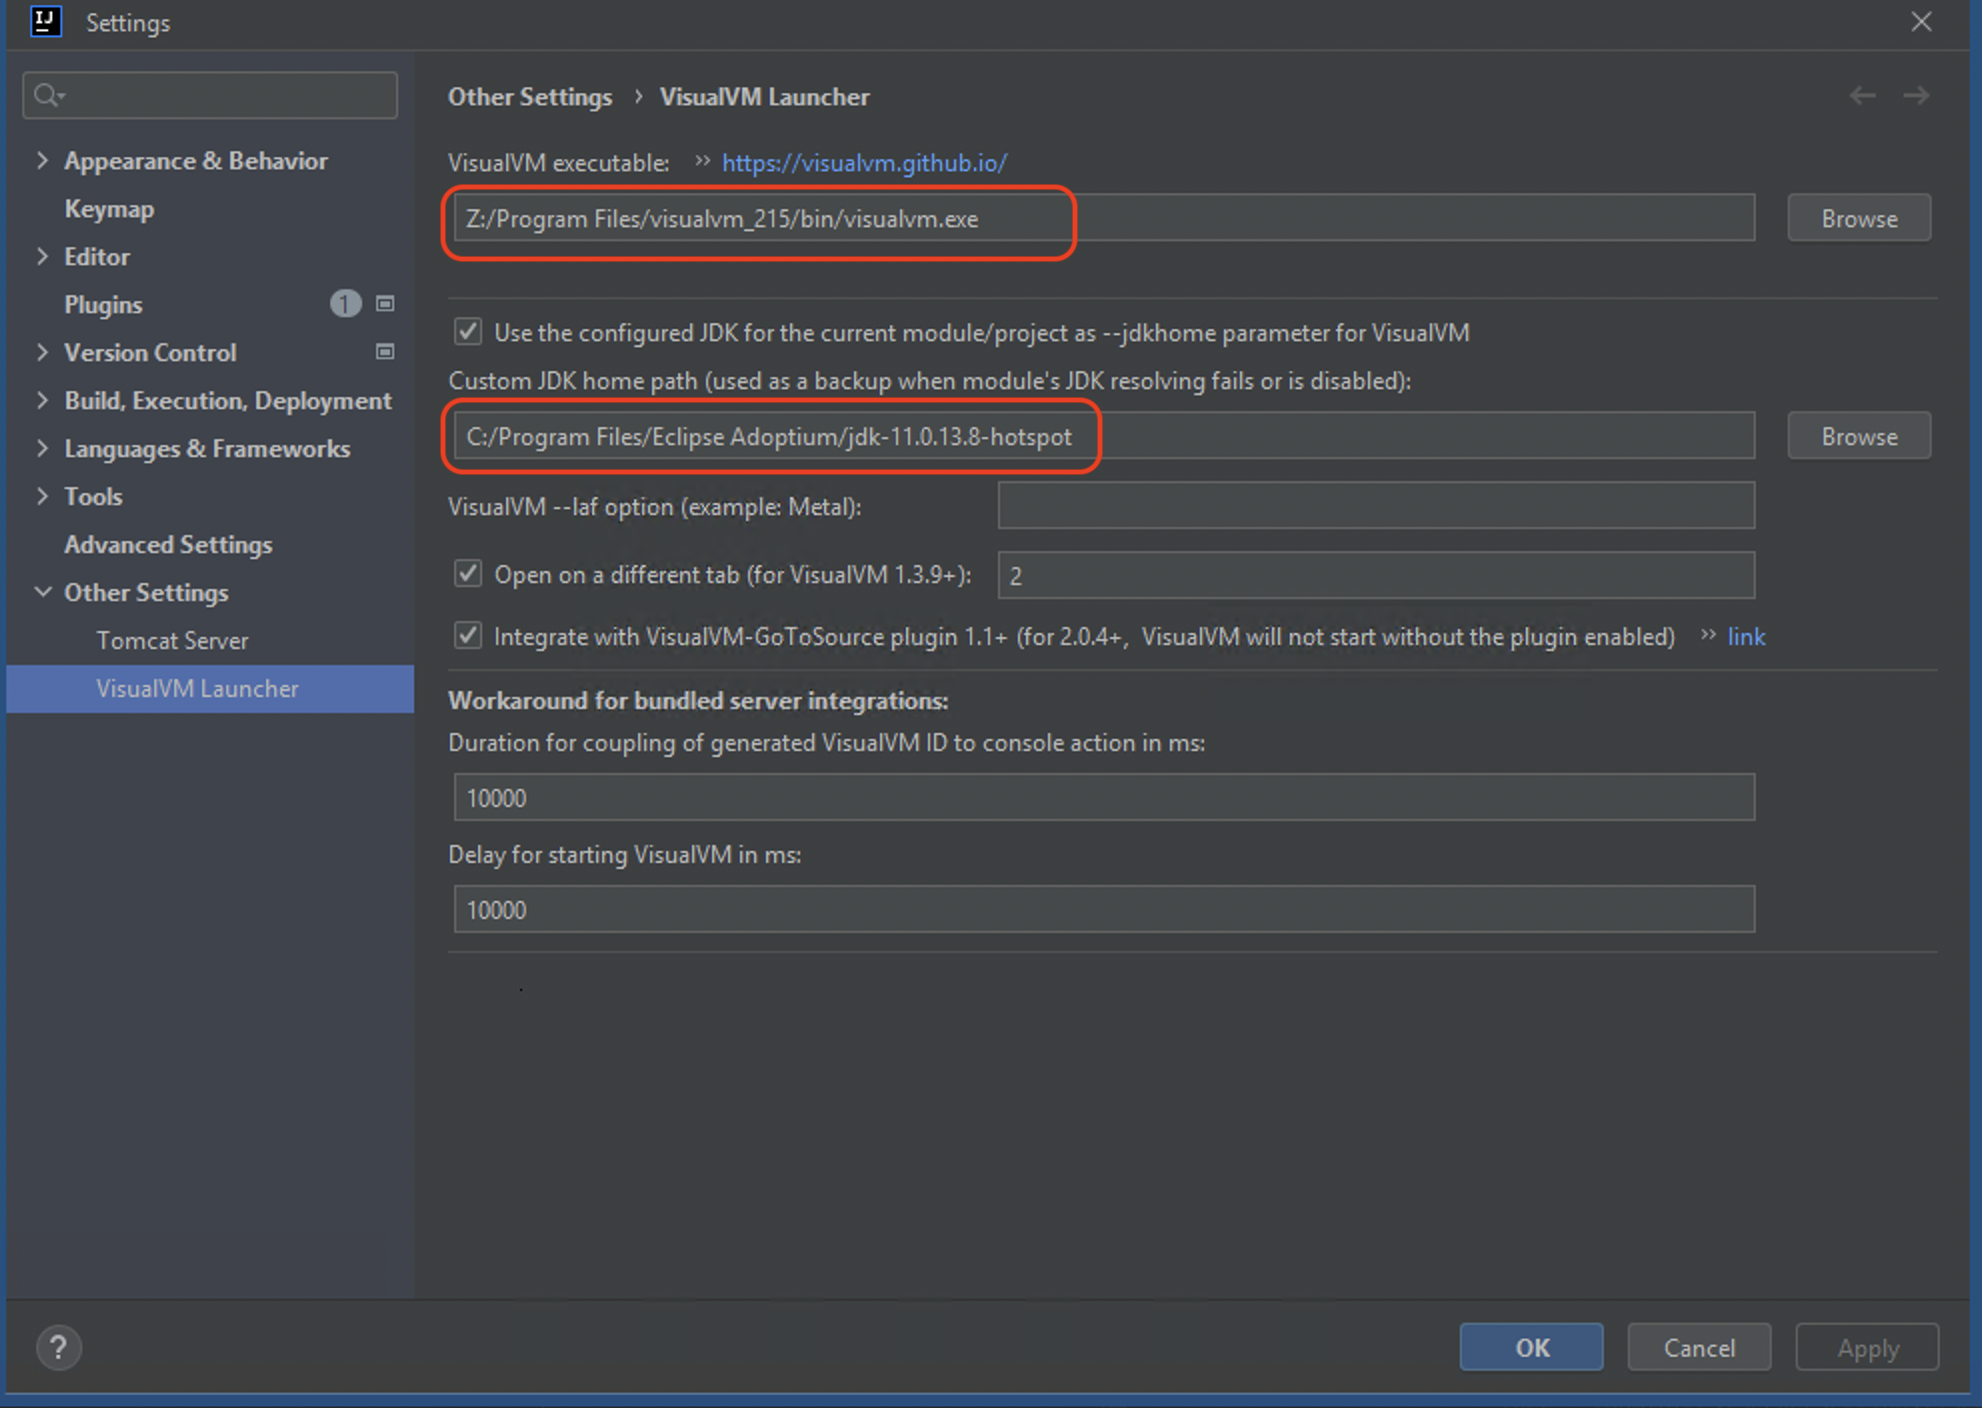 IJ
Settings
Other Settings › VisualVM Launcher
Appearance & Behavior
Keymap
Editor
Plugins 1
Version Control
Build, Execution, Deployment
Languages & Frameworks
Tools
Advanced Settings
Other Settings
Tomcat Server
VisualVM Launcher
VisualVM executable: >> https://visualvm.github.io/
Z:/Program Files/visualvm_215/bin/visualvm.exe
Browse
Use the configured JDK for the current module/project as --jdkhome parameter for VisualVM
Custom JDK home path (used as a backup when module's JDK resolving fails or is disabled):
C:/Program Files/Eclipse Adoptium/jdk-11.0.13.8-hotspot
Browse
VisualVM --laf option (example: Metal):
Open on a different tab (for VisualVM 1.3.9+): 2
Integrate with VisualVM-GoToSource plugin 1.1+ (for 2.0.4+, VisualVM will not start without the plugin enabled) >> link
Workaround for bundled server integrations:
Duration for coupling of generated VisualVM ID to console action in ms:
10000
Delay for starting VisualVM in ms:
10000
?
OK
Cancel
Apply